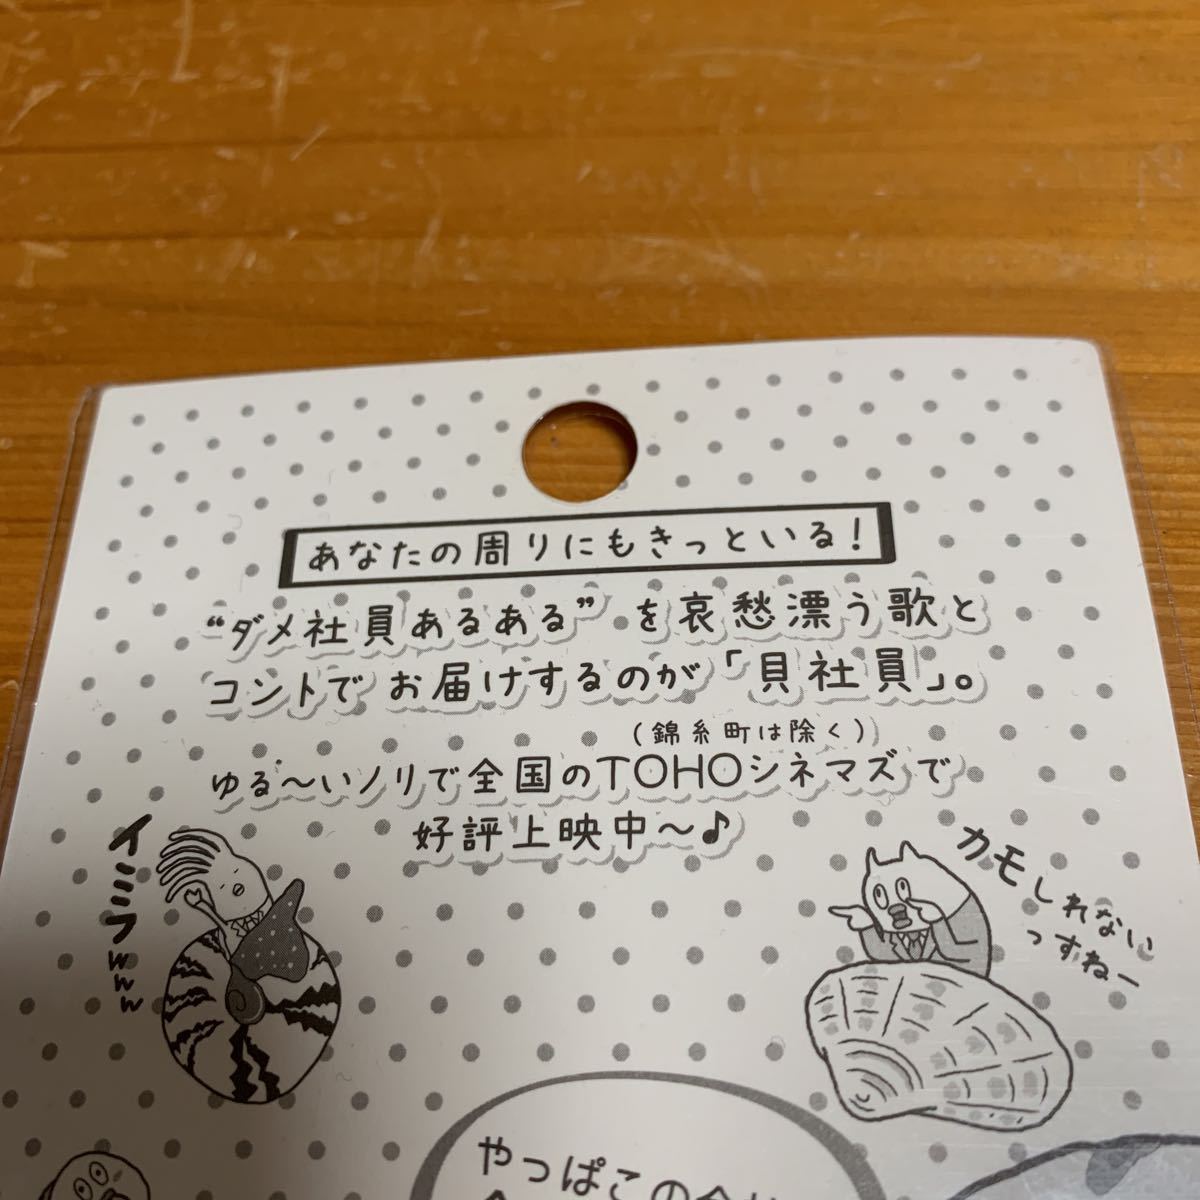 あなたの周りにもきっといる!
“ダメ社員あるある”を哀愁漂う歌と
コントでお届けするのが「貝社員」。
(錦糸町は除く)
ゆる〜いノリで全国のTOHOシネマズで
好評上映中〜♪
イミフwww
カモしれない
っすねー
やっぱこの会社